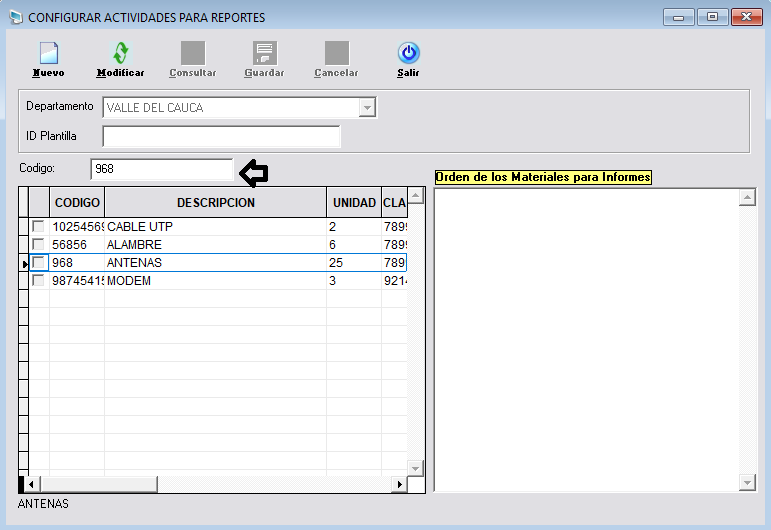 CONFIGURAR ACTIVIDADES PARA REPORTES
Nuevo Modificar Consultar Guardar Cancelar Salir
Departamento VALLE DEL CAUCA
ID Plantilla
Codigo: 968
Orden de los Materiales para Informes
CODIGO DESCRIPCION UNIDAD CLA
10254569 CABLE UTP 2 789
56856 ALAMBRE 6 789
968 ANTENAS 25 789
9874541 MODEM 3 921
ANTENAS